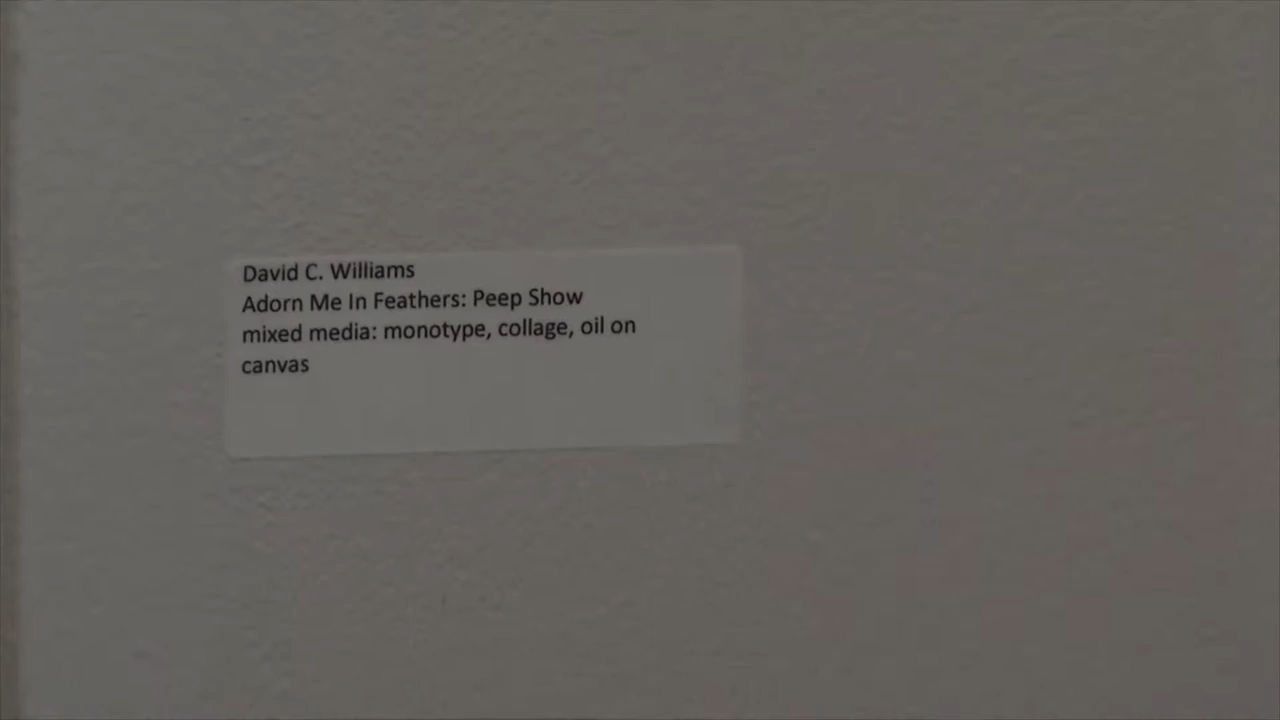 David C. Williams
Adorn Me In Feathers: Peep Show
mixed media: monotype, collage, oil on
canvas